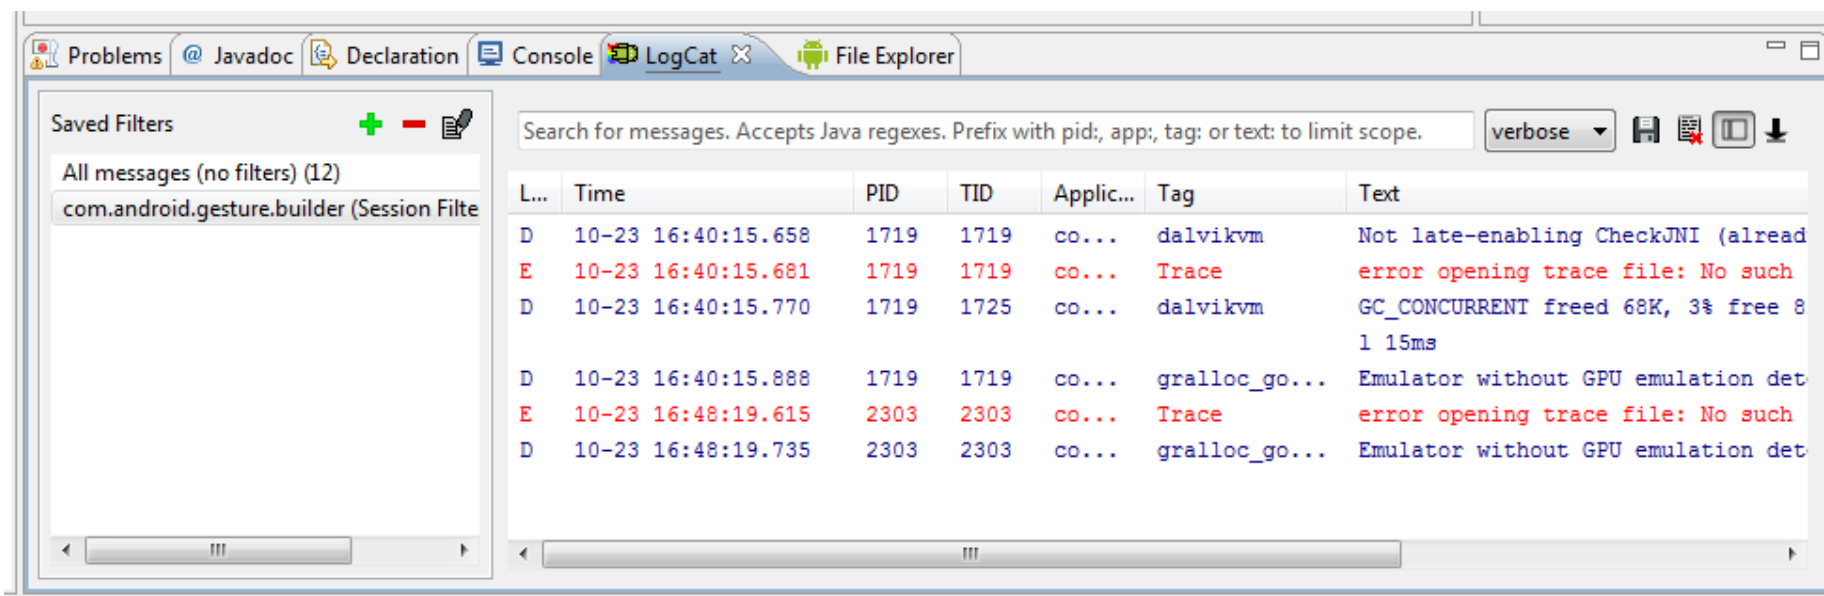 Problems @ Javadoc Declaration Console LogCat File Explorer
Saved Filters
All messages (no filters) (12)
com.android.gesture.builder (Session Filte
Search for messages. Accepts Java regexes. Prefix with pid:, app:, tag: or text: to limit scope. verbose
L... Time PID TID Applic... Tag Text
D 10-23 16:40:15.658 1719 1719 co... dalvikvm Not late-enabling CheckJNI (alread
E 10-23 16:40:15.681 1719 1719 co... Trace error opening trace file: No such
D 10-23 16:40:15.770 1719 1725 co... dalvikvm GC_CONCURRENT freed 68K, 3% free 8
l 15ms
D 10-23 16:40:15.888 1719 1719 co... gralloc_go... Emulator without GPU emulation det
E 10-23 16:48:19.615 2303 2303 co... Trace error opening trace file: No such
D 10-23 16:48:19.735 2303 2303 co... gralloc_go... Emulator without GPU emulation det